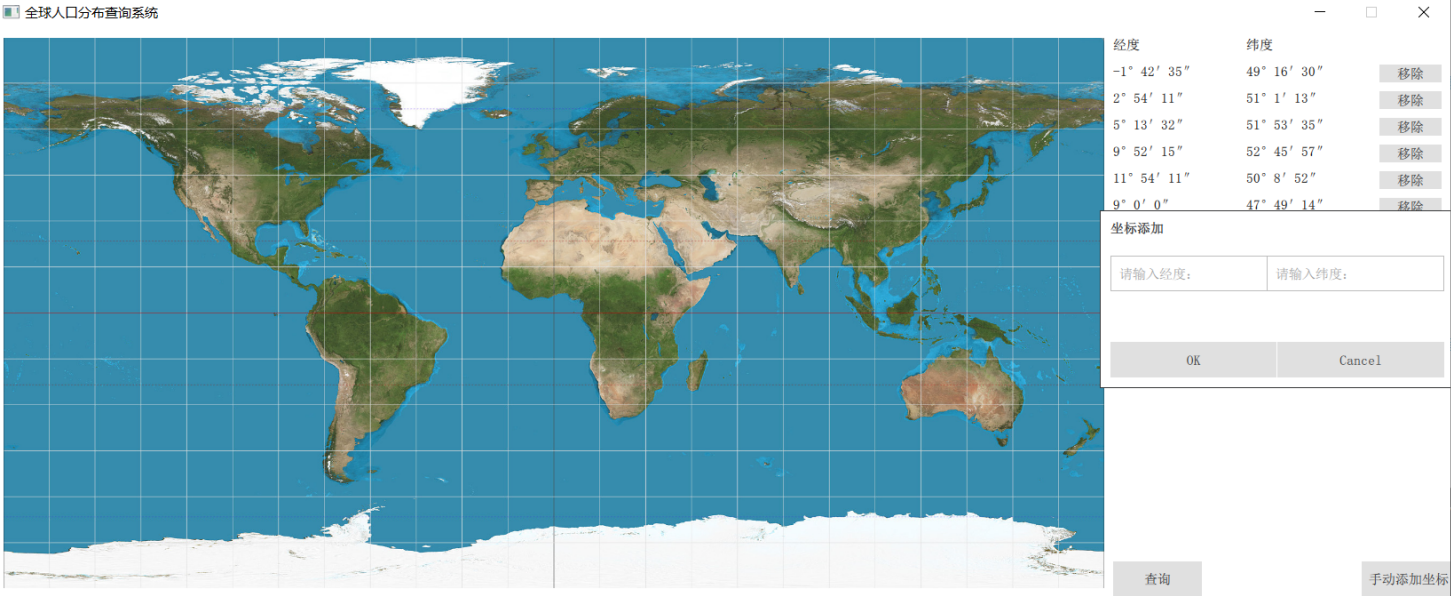 全球人口分布查询系统
经度 纬度
-1° 42′ 35″ 49° 16′ 30″ 移除
2° 54′ 11″ 51° 1′ 13″ 移除
5° 13′ 32″ 51° 53′ 35″ 移除
9° 52′ 15″ 52° 45′ 57″ 移除
11° 54′ 11″ 50° 8′ 52″ 移除
9° 0′ 0″ 47° 49′ 14″ 移除
坐标添加
请输入经度: 请输入纬度:
OK Cancel
查询 手动添加坐标